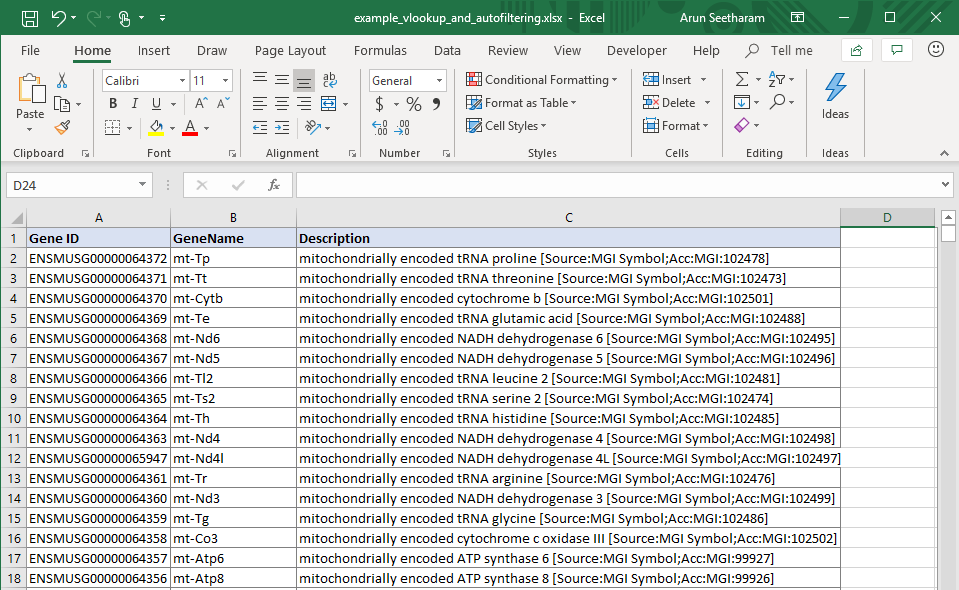 example_vlookup_and_autofiltering.xlsx - Excel Arun Seetharam
File Home Insert Draw Page Layout Formulas Data Review View Developer Help Tell me
Paste
Calibri 11
B I U A A
A
ab
General
$ % 9
.00 .00
Conditional Formatting
Format as Table
Cell Styles
Insert
Delete
Format
Ideas
Clipboard Font Alignment Number Styles Cells Editing Ideas
D24 fx
A B C D
1 Gene ID GeneName Description
2 ENSMUSG00000064372 mt-Tp mitochondrially encoded tRNA proline [Source:MGI Symbol;Acc:MGI:102478]
3 ENSMUSG00000064371 mt-Tt mitochondrially encoded tRNA threonine [Source:MGI Symbol;Acc:MGI:102473]
4 ENSMUSG00000064370 mt-Cytb mitochondrially encoded cytochrome b [Source:MGI Symbol;Acc:MGI:102501]
5 ENSMUSG00000064369 mt-Te mitochondrially encoded tRNA glutamic acid [Source:MGI Symbol;Acc:MGI:102488]
6 ENSMUSG00000064368 mt-Nd6 mitochondrially encoded NADH dehydrogenase 6 [Source:MGI Symbol;Acc:MGI:102495]
7 ENSMUSG00000064367 mt-Nd5 mitochondrially encoded NADH dehydrogenase 5 [Source:MGI Symbol;Acc:MGI:102496]
8 ENSMUSG00000064366 mt-Tl2 mitochondrially encoded tRNA leucine 2 [Source:MGI Symbol;Acc:MGI:102481]
9 ENSMUSG00000064365 mt-Ts2 mitochondrially encoded tRNA serine 2 [Source:MGI Symbol;Acc:MGI:102474]
10 ENSMUSG00000064364 mt-Th mitochondrially encoded tRNA histidine [Source:MGI Symbol;Acc:MGI:102485]
11 ENSMUSG00000064363 mt-Nd4 mitochondrially encoded NADH dehydrogenase 4 [Source:MGI Symbol;Acc:MGI:102498]
12 ENSMUSG00000065947 mt-Nd4l mitochondrially encoded NADH dehydrogenase 4L [Source:MGI Symbol;Acc:MGI:102497]
13 ENSMUSG00000064361 mt-Tr mitochondrially encoded tRNA arginine [Source:MGI Symbol;Acc:MGI:102476]
14 ENSMUSG00000064360 mt-Nd3 mitochondrially encoded NADH dehydrogenase 3 [Source:MGI Symbol;Acc:MGI:102499]
15 ENSMUSG00000064359 mt-Tg mitochondrially encoded tRNA glycine [Source:MGI Symbol;Acc:MGI:102486]
16 ENSMUSG00000064358 mt-Co3 mitochondrially encoded cytochrome c oxidase III [Source:MGI Symbol;Acc:MGI:102502]
17 ENSMUSG00000064357 mt-Atp6 mitochondrially encoded ATP synthase 6 [Source:MGI Symbol;Acc:MGI:99927]
18 ENSMUSG00000064356 mt-Atp8 mitochondrially encoded ATP synthase 8 [Source:MGI Symbol;Acc:MGI:99926]